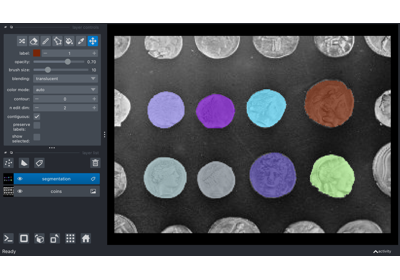 label: 1
opacity: 0.70
brush size: 10
blending: translucent
color mode: auto
contour: 0
n edit dim: 2
contiguous:
preserve
labels:
show
selected:
segmentation
coins
Ready
activity